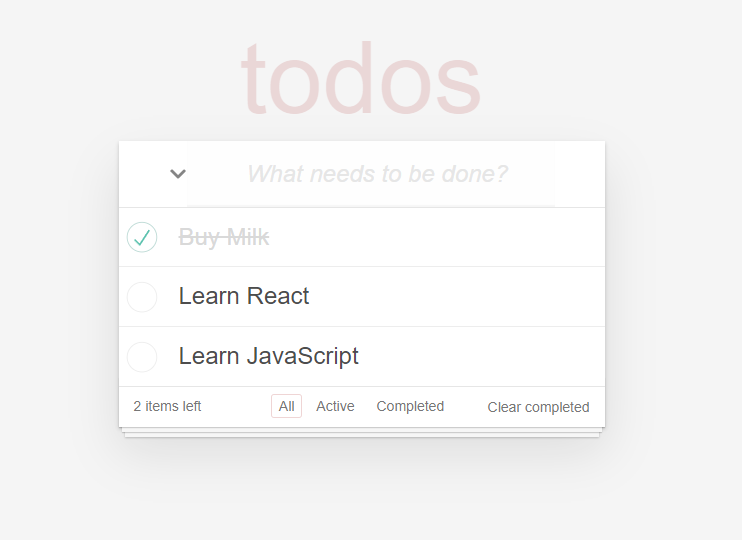 todos
What needs to be done?
Buy Milk
Learn React
Learn JavaScript
2 items left All Active Completed Clear completed